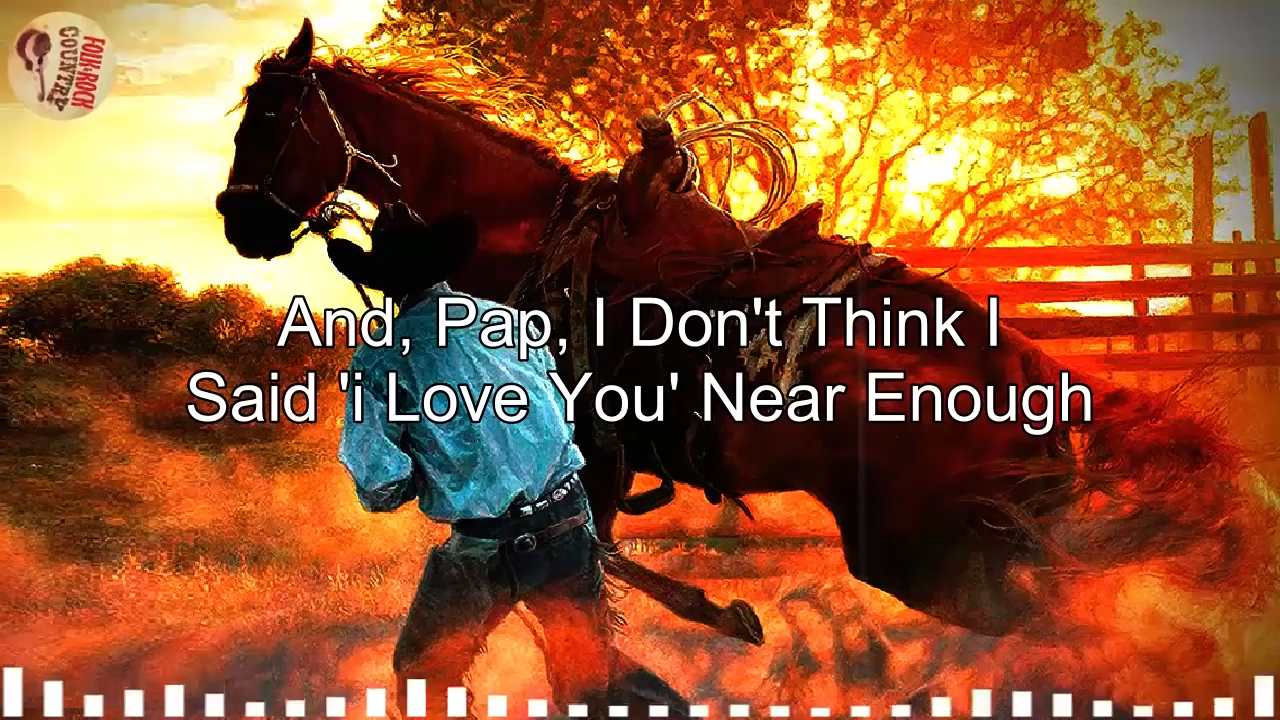 FOLK-ROCK
COUNTRY
And, Pap, I Don't Think I
Said 'i Love You' Near Enough